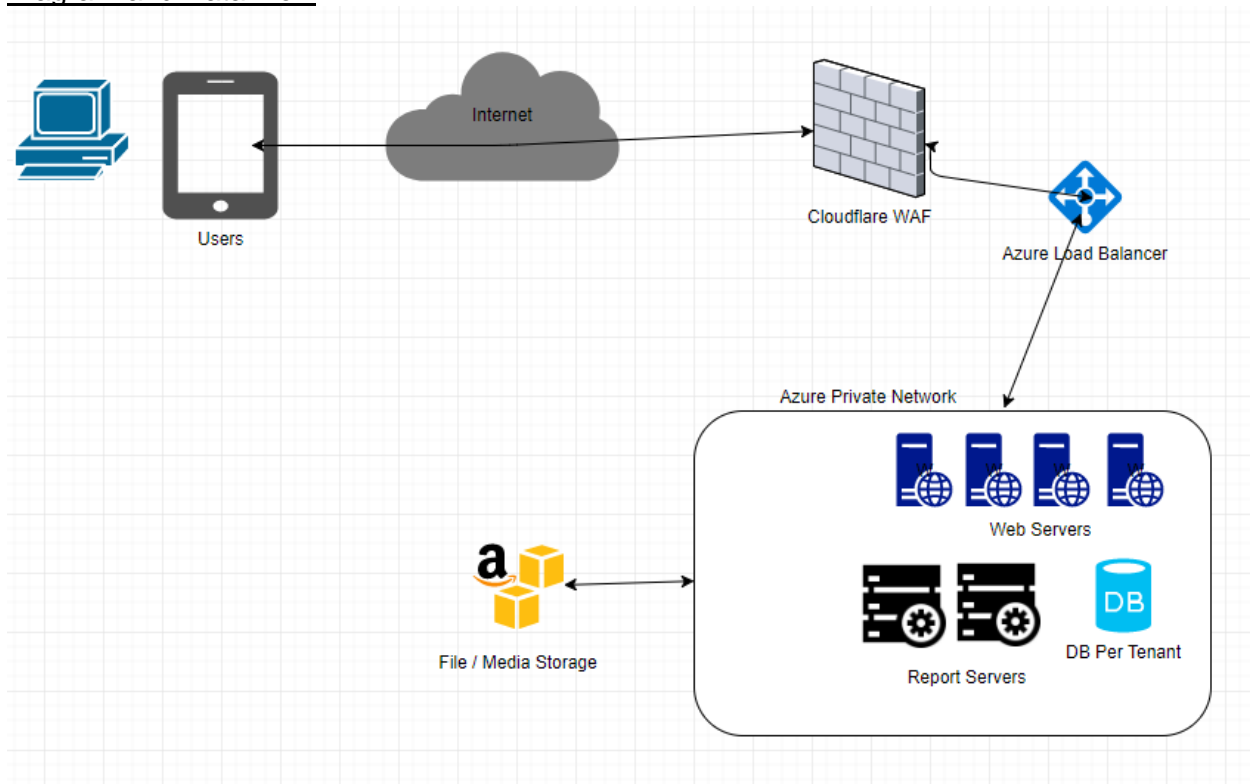 Internet
Cloudflare WAF
Users
Azure Load Balancer
Azure Private Network
W W W W
Web Servers
a
File / Media Storage
DB
DB Per Tenant
Report Servers